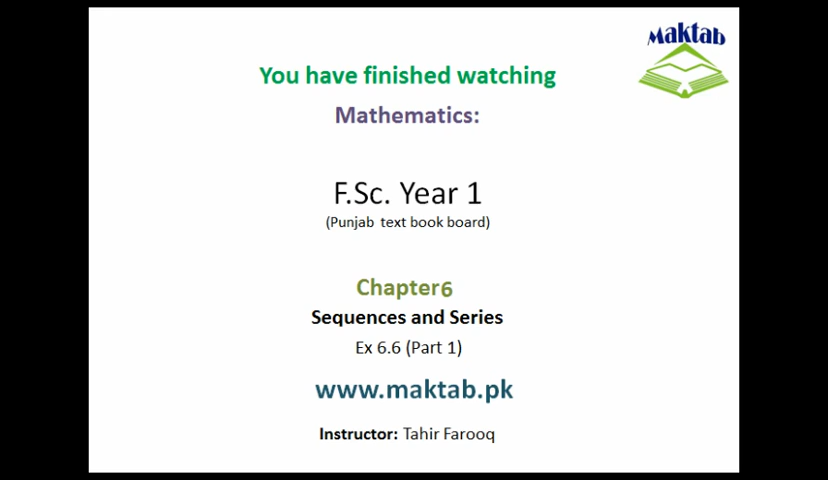 Maktab
You have finished watching
Mathematics:
F.Sc. Year 1
(Punjab text book board)
Chapter6
Sequences and Series
Ex 6.6 (Part 1)
www.maktab.pk
Instructor: Tahir Farooq